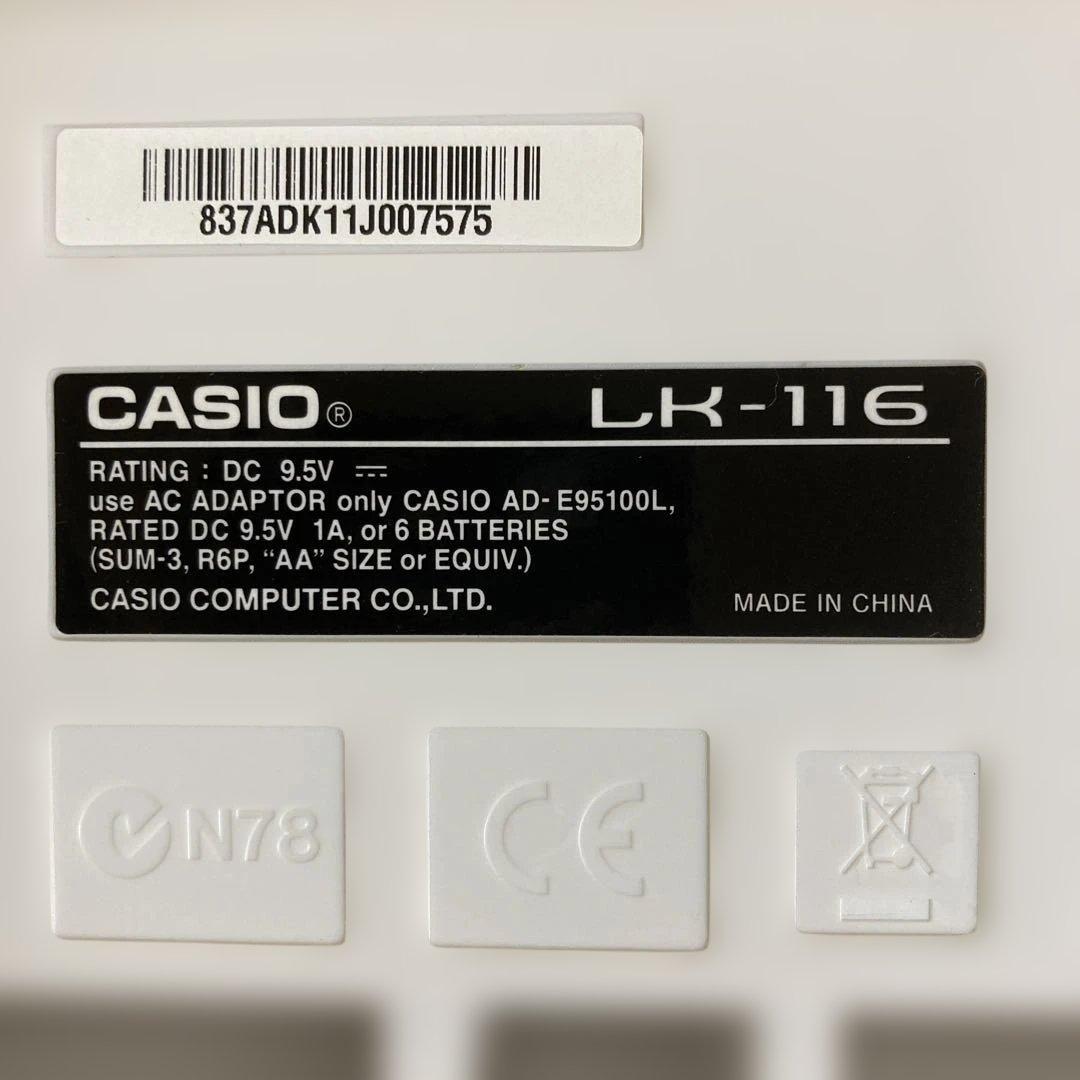 837ADK11J007575
CASIO® LK-116
RATING : DC 9.5V ⎓
use AC ADAPTOR only CASIO AD-E95100L,
RATED DC 9.5V 1A, or 6 BATTERIES
(SUM-3, R6P, “AA” SIZE or EQUIV.)
CASIO COMPUTER CO.,LTD. MADE IN CHINA
N78 CE